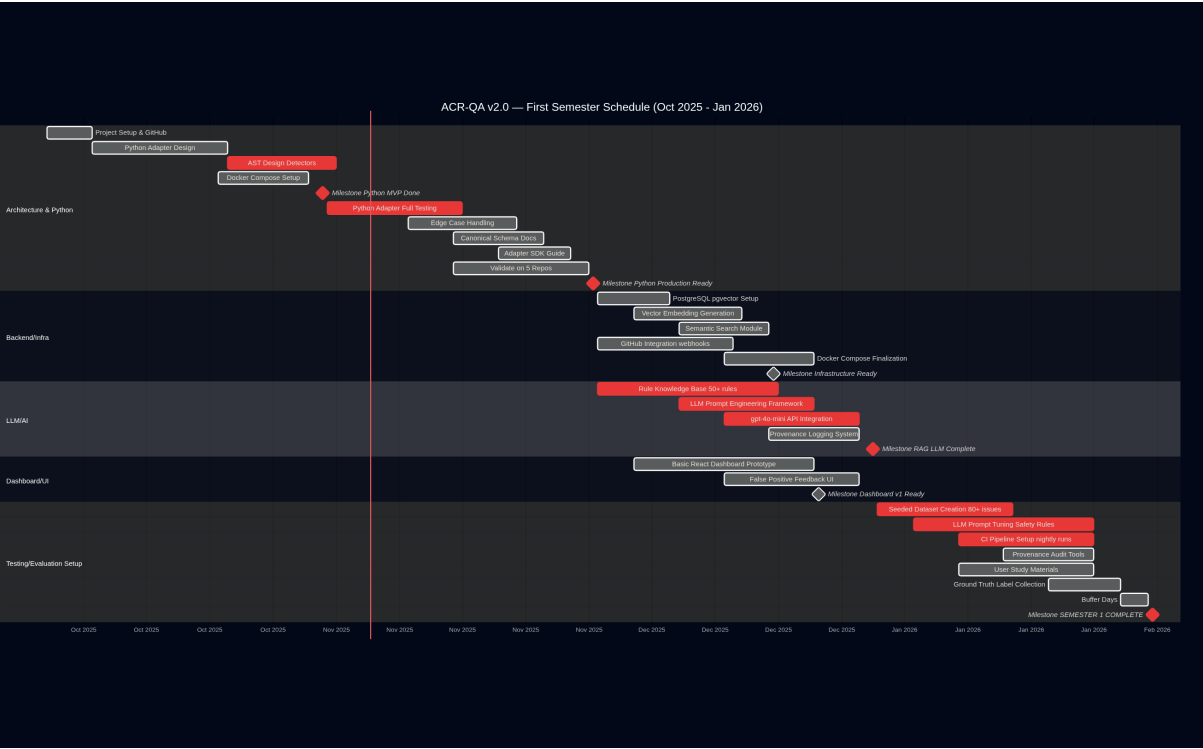 ACR-QA v2.0 — First Semester Schedule (Oct 2025 - Jan 2026)
Project Setup & GitHub
Python Adapter Design
AST Design Detectors
Docker Compose Setup
Milestone Python MVP Done
Architecture & Python
Python Adapter Full Testing
Edge Case Handling
Canonical Schema Docs
Adapter SDK Guide
Validate on 5 Repos
Milestone Python Production Ready
PostgreSQL pgvector Setup
Vector Embedding Generation
Semantic Search Module
Backend/Infra
GitHub Integration webhooks
Docker Compose Finalization
Milestone Infrastructure Ready
Rule Knowledge Base 50+ rules
LLM Prompt Engineering Framework
LLM/AI
gpt-4o-mini API Integration
Provenance Logging System
Milestone RAG LLM Complete
Basic React Dashboard Prototype
Dashboard/UI
False Positive Feedback UI
Milestone Dashboard v1 Ready
Seeded Dataset Creation 80+ issues
LLM Prompt Tuning Safety Rules
CI Pipeline Setup nightly runs
Provenance Audit Tools
Testing/Evaluation Setup
User Study Materials
Ground Truth Label Collection
Buffer Days
Milestone SEMESTER 1 COMPLETE
Oct 2025 Oct 2025 Oct 2025 Oct 2025 Nov 2025 Nov 2025 Nov 2025 Nov 2025 Nov 2025 Dec 2025 Dec 2025 Dec 2025 Dec 2025 Jan 2026 Jan 2026 Jan 2026 Jan 2026 Feb 2026